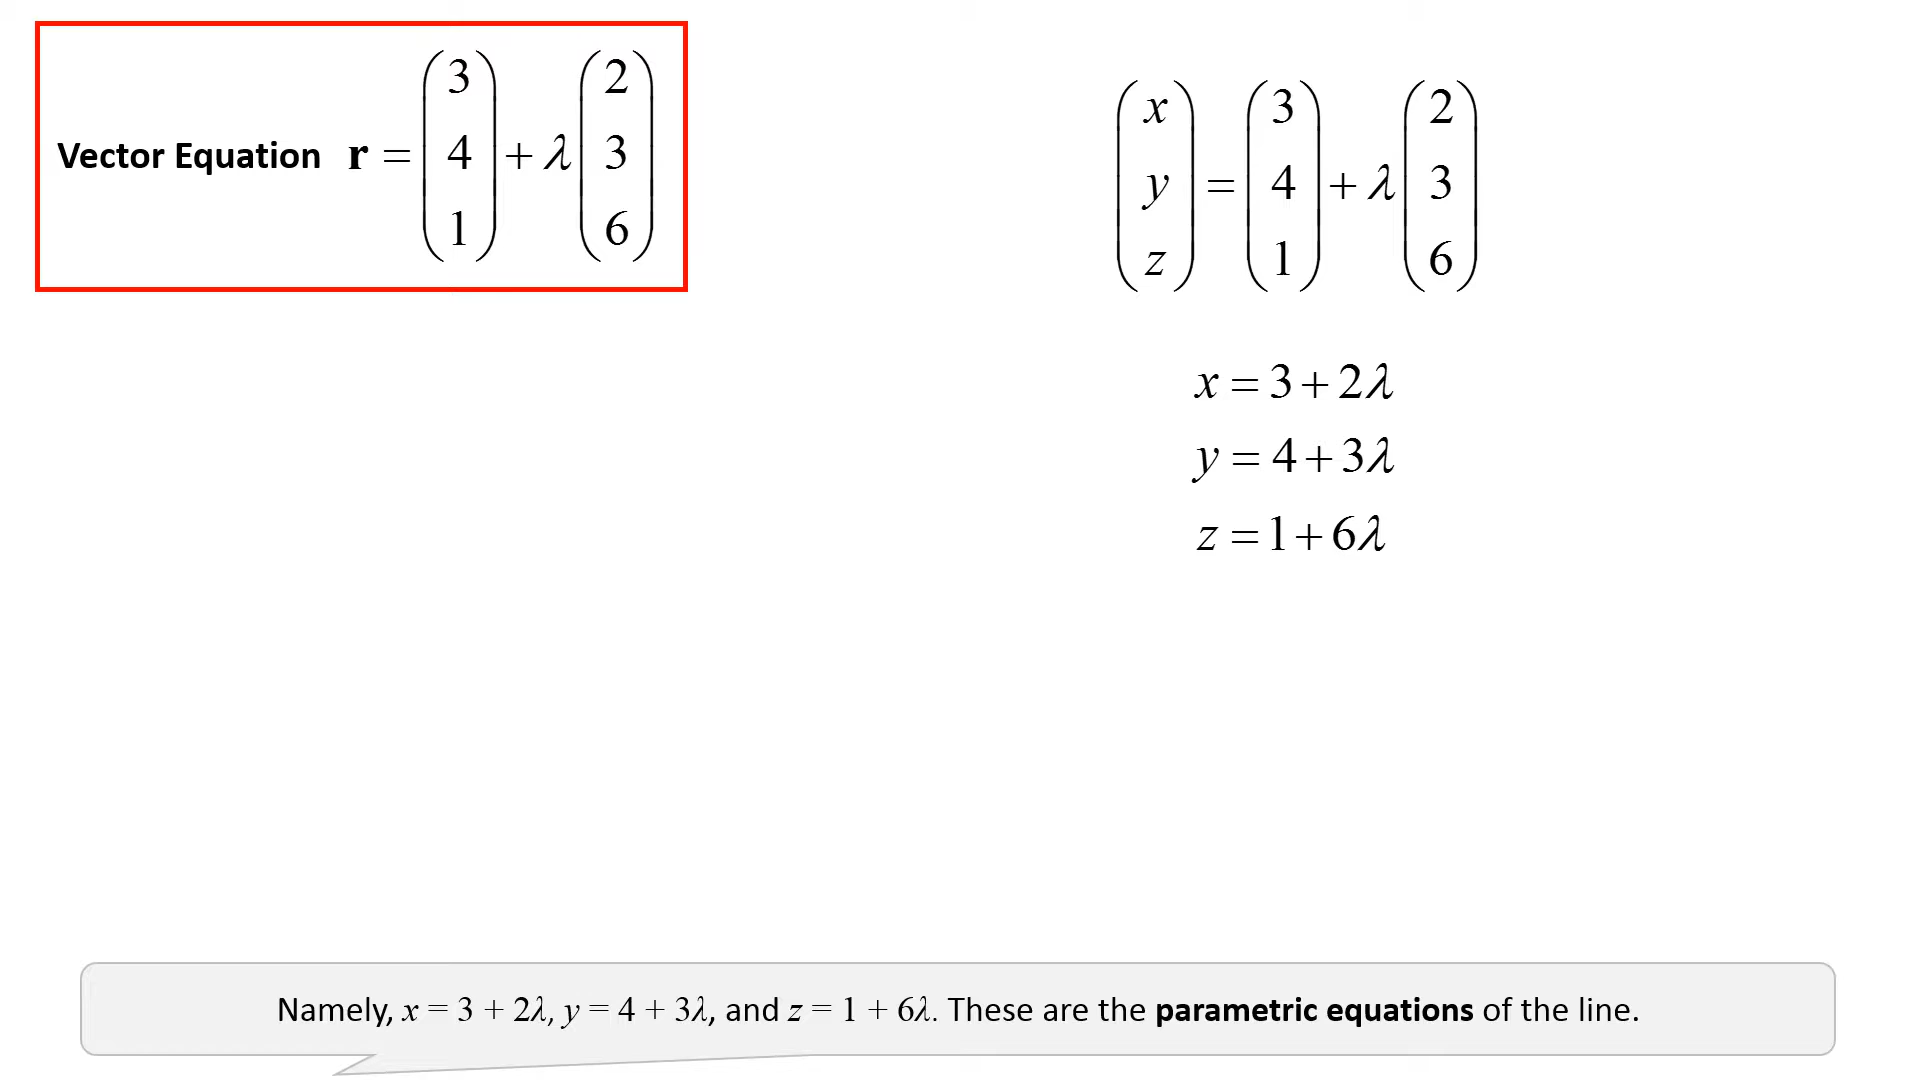 Vector Equation r = (3 4 1) + λ (2 3 6)
(x y z) = (3 4 1) + λ (2 3 6)
x = 3 + 2λ
y = 4 + 3λ
z = 1 + 6λ
Namely, x = 3 + 2λ, y = 4 + 3λ, and z = 1 + 6λ. These are the parametric equations of the line.